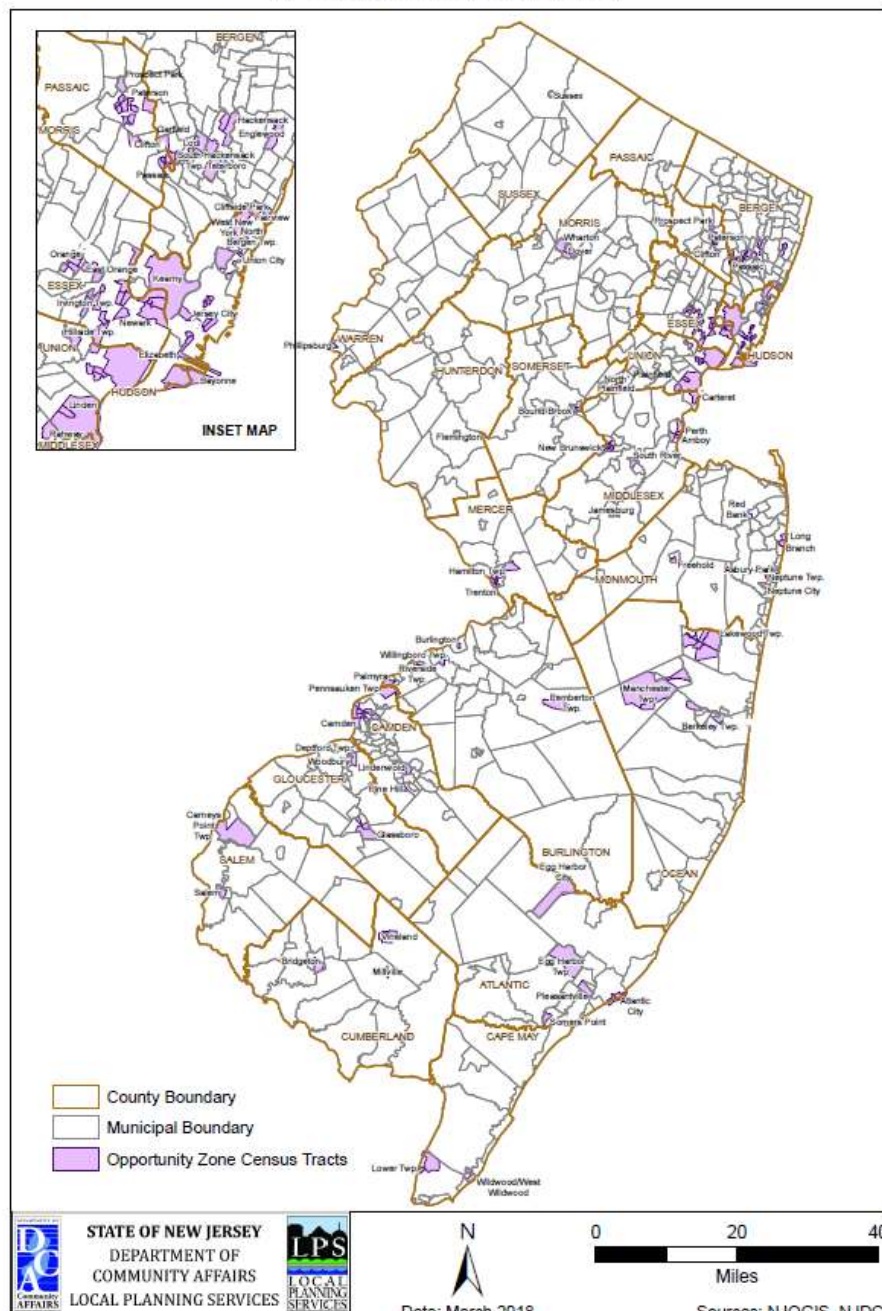 BERGEN
Prospect Park
PASSAIC
Paterson
MORRIS
Garfield
Hackensack
Englewood
Clifton
Lodi
South Hackensack
Twp.
Teterboro
Passaic
Cliffside Park
West New
York
Fairview
North
Bergen Twp.
Union City
Orange
East Orange
Kearny
ESSEX
Irvington Twp.
Newark
Jersey City
Hillside Twp.
UNION
Elizabeth
Bayonne
HUDSON
Linden
Rahway
MIDDLESEX
INSET MAP
Sussex
SUSSEX
PASSAIC
MORRIS
Wharton
Dover
Prospect Park
BERGEN
Paterson
Clifton
Passaic
ESSEX
HUDSON
WARREN
Phillipsburg
HUNTERDON
SOMERSET
UNION
North
Plainfield
Plainfield
Carteret
Bound Brook
Flemington
New Brunswick
Perth
Amboy
South River
MIDDLESEX
Jamesburg
MERCER
Red
Bank
Long
Branch
Hamilton Twp.
Trenton
Freehold
MONMOUTH
Asbury Park
Neptune Twp.
Neptune City
Lakewood Twp.
Burlington
Willingboro Twp.
Riverside
Twp.
Palmyra
Pennsauken Twp.
Pemberton
Twp.
Manchester
Twp.
Berkeley Twp.
Camden
CAMDEN
Deptford Twp.
Woodbury
Lindenwold
Pine Hill
GLOUCESTER
Carneys
Point
Twp.
Glassboro
SALEM
BURLINGTON
Egg Harbor
City
OCEAN
Salem
Vineland
Bridgeton
Millville
Egg Harbor
Twp.
ATLANTIC
Pleasantville
Atlantic
City
Somers Point
CUMBERLAND
CAPE MAY
Lower Twp.
Wildwood/West
Wildwood
County Boundary
Municipal Boundary
Opportunity Zone Census Tracts
DEPARTMENT OF
DCA
Community
AFFAIRS
STATE OF NEW JERSEY
DEPARTMENT OF
COMMUNITY AFFAIRS
LOCAL PLANNING SERVICES
LPS
LOCAL
PLANNING
SERVICES
N
0 20 40
Miles
Date: March 2018
Sources: NJOGIS, NJDCA